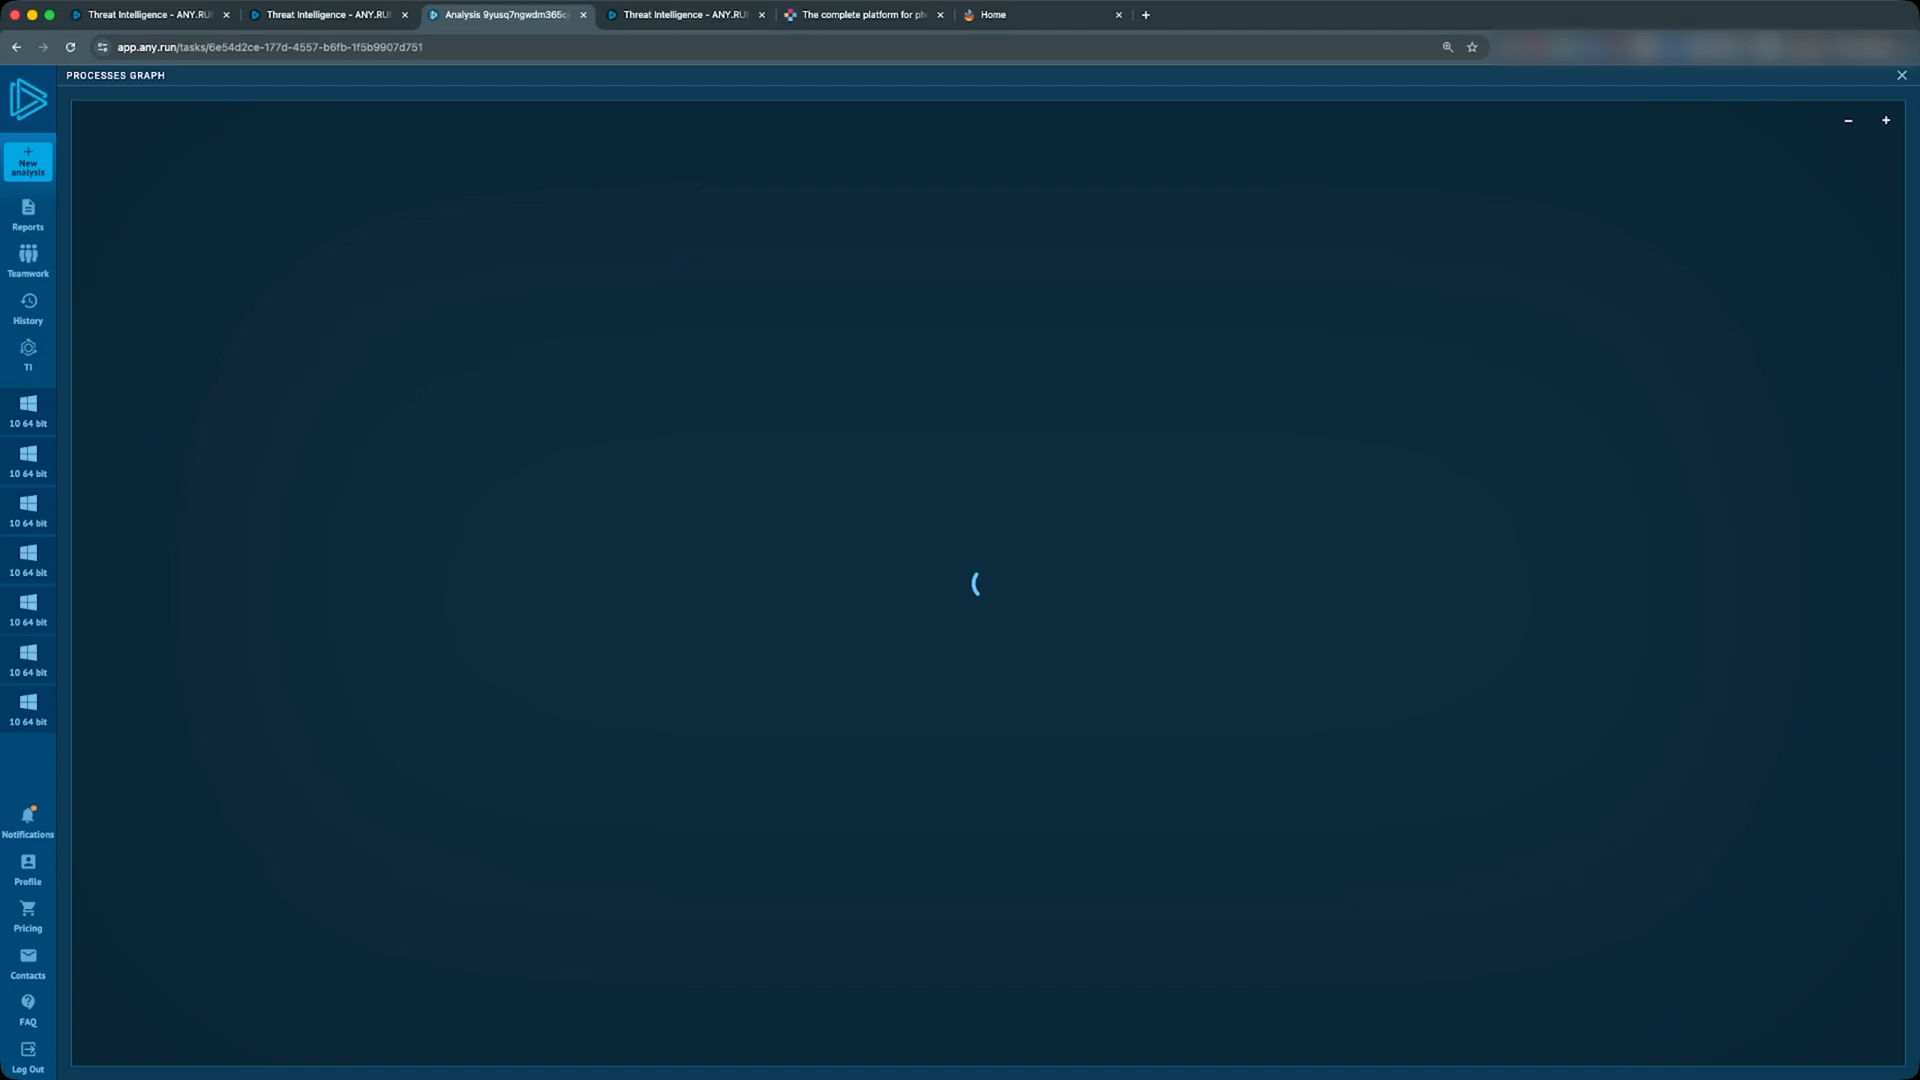 Threat Intelligence - ANY.RU
Threat Intelligence - ANY.RU
Analysis 9yusq7ngwdm365c
Threat Intelligence - ANY.RU
The complete platform for ph
Home
app.any.run/tasks/6e54d2ce-177d-4557-b6fb-1f5b9907d751
PROCESSES GRAPH
New
analysis
Reports
Teamwork
History
TI
10 64 bit
10 64 bit
10 64 bit
10 64 bit
10 64 bit
10 64 bit
10 64 bit
Notifications
Profile
Pricing
Contacts
FAQ
Log Out